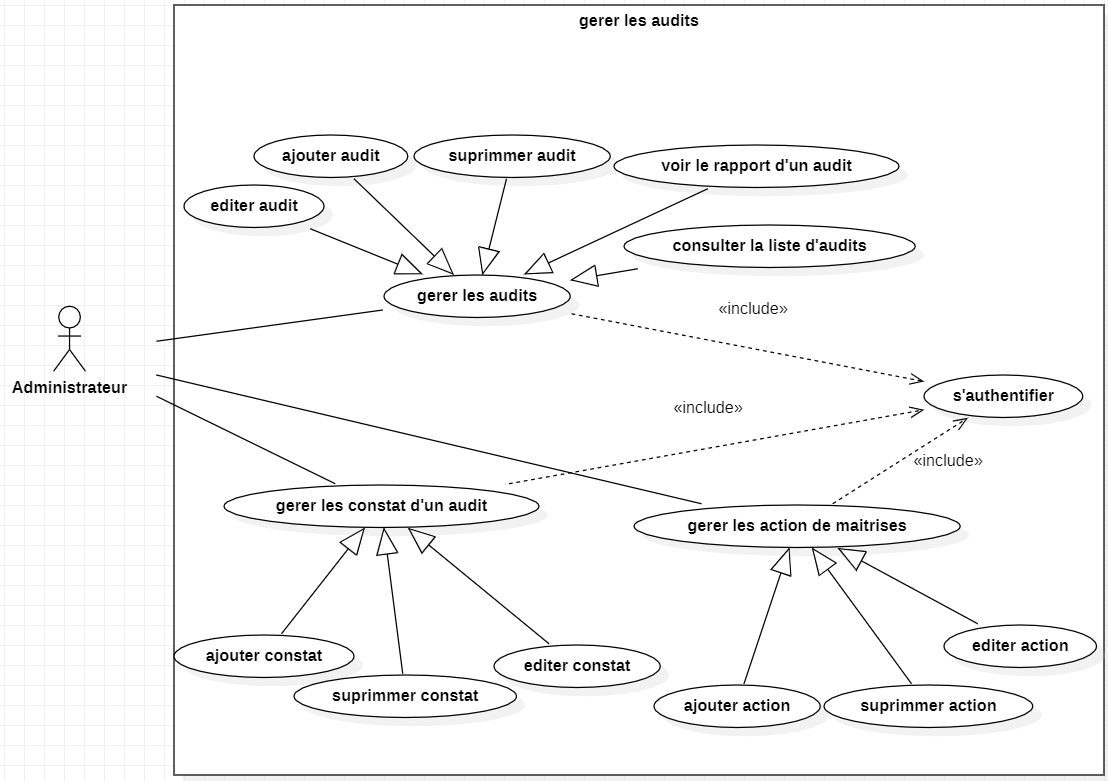 gerer les audits
ajouter audit
suprimmer audit
voir le rapport d'un audit
editer audit
consulter la liste d'audits
gerer les audits
«include»
Administrateur
s'authentifier
«include»
«include»
gerer les constat d'un audit
gerer les action de maitrises
ajouter constat
editer constat
editer action
suprimmer constat
ajouter action
suprimmer action